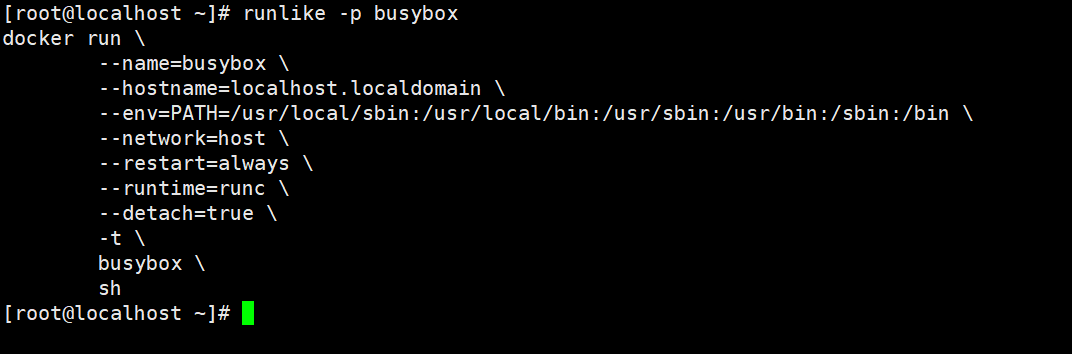 [root@localhost ~]# runlike -p busybox
docker run \
        --name=busybox \
        --hostname=localhost.localdomain \
        --env=PATH=/usr/local/sbin:/usr/local/bin:/usr/sbin:/usr/bin:/sbin:/bin \
        --network=host \
        --restart=always \
        --runtime=runc \
        --detach=true \
        -t \
        busybox \
        sh
[root@localhost ~]#